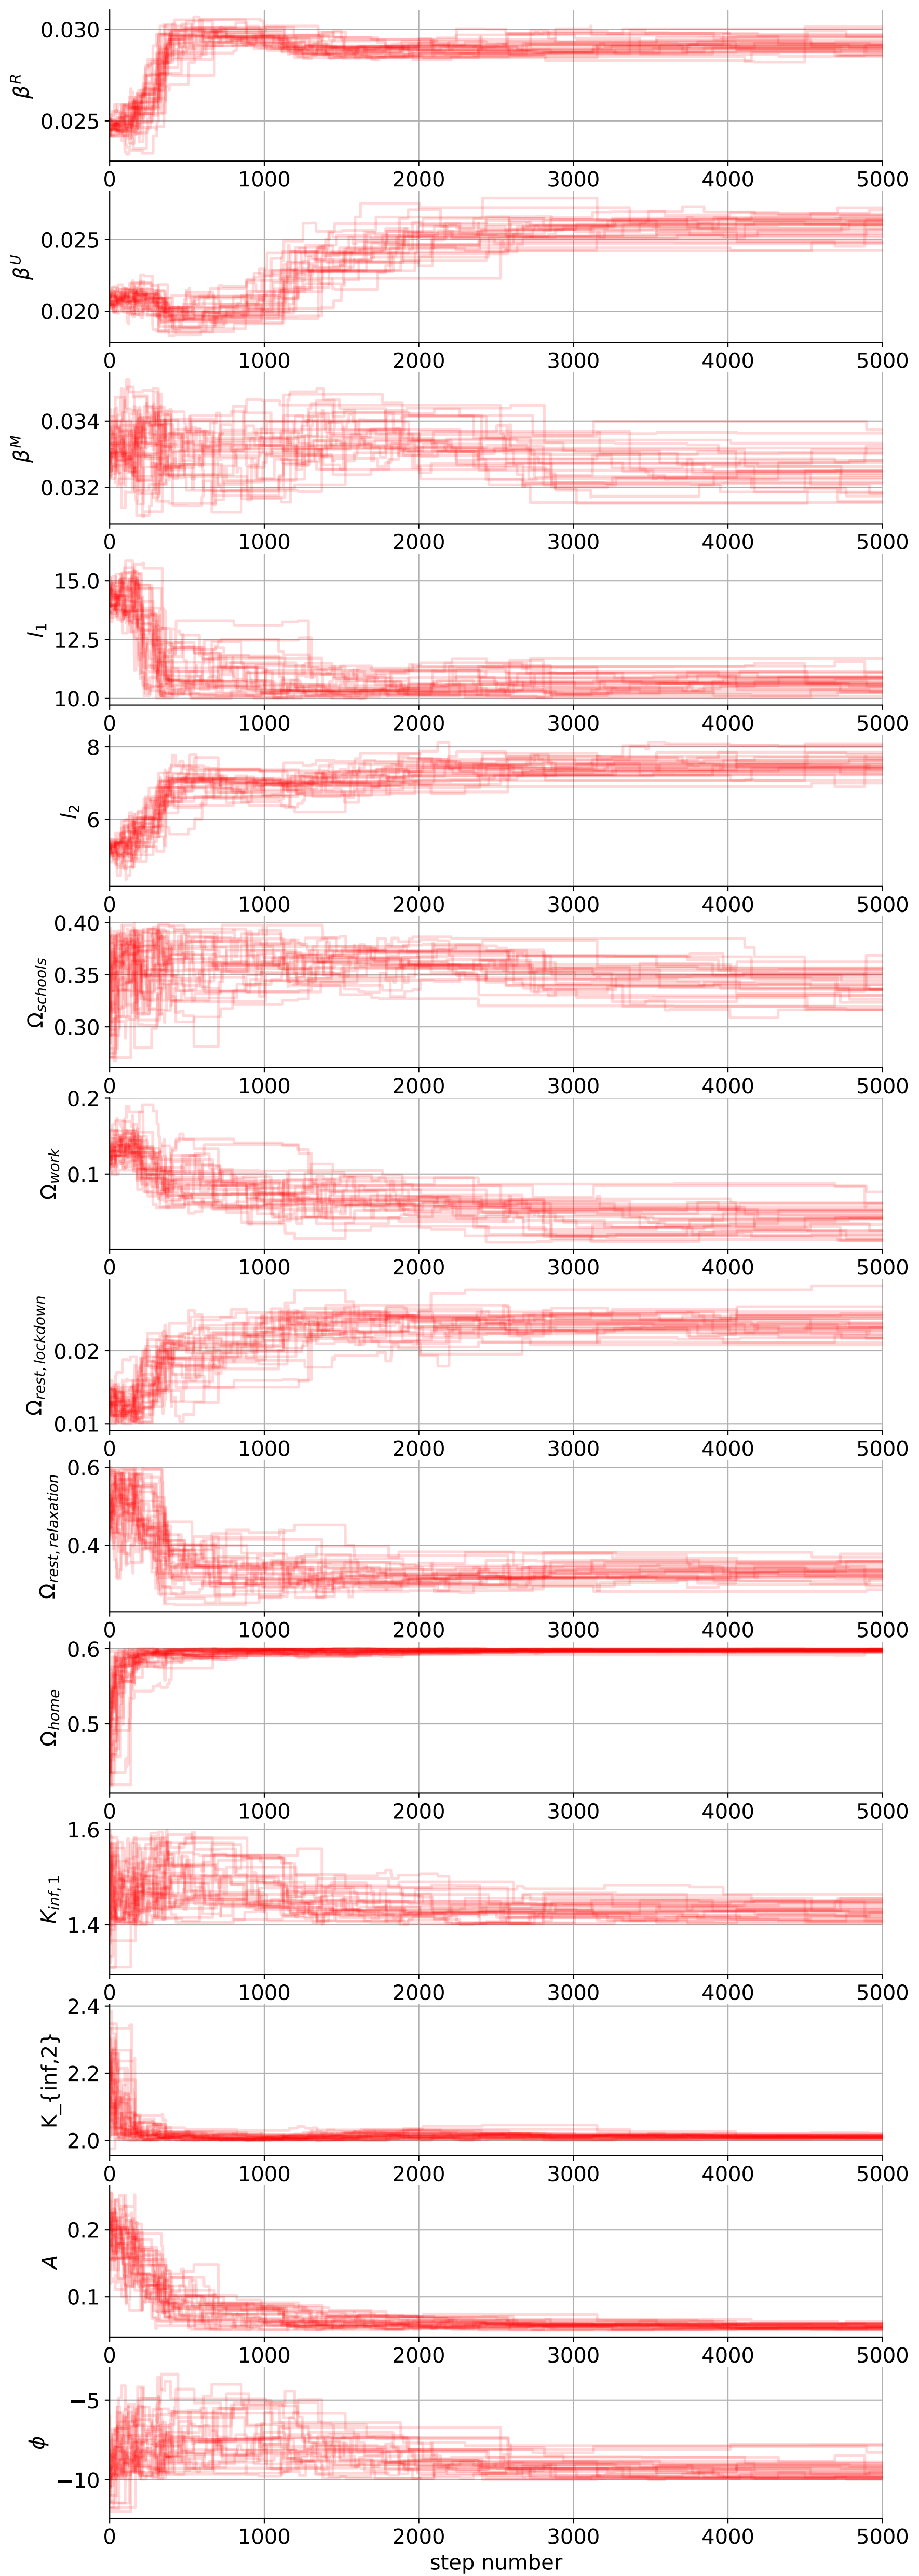 0.030
0.025
β^R
0 1000 2000 3000 4000 5000
0.025
0.020
β^U
0 1000 2000 3000 4000 5000
0.034
0.032
β^M
0 1000 2000 3000 4000 5000
15.0
12.5
10.0
l_1
0 1000 2000 3000 4000 5000
8
6
l_2
0 1000 2000 3000 4000 5000
0.40
0.35
0.30
Ω_schools
0 1000 2000 3000 4000 5000
0.2
0.1
Ω_work
0 1000 2000 3000 4000 5000
0.02
0.01
Ω_rest, lockdown
0 1000 2000 3000 4000 5000
0.6
0.4
Ω_rest, relaxation
0 1000 2000 3000 4000 5000
0.6
0.5
Ω_home
0 1000 2000 3000 4000 5000
1.6
1.4
K_inf, 1
0 1000 2000 3000 4000 5000
2.4
2.2
2.0
K_{inf,2}
0 1000 2000 3000 4000 5000
0.2
0.1
A
0 1000 2000 3000 4000 5000
−5
−10
ϕ
0 1000 2000 3000 4000 5000
step number